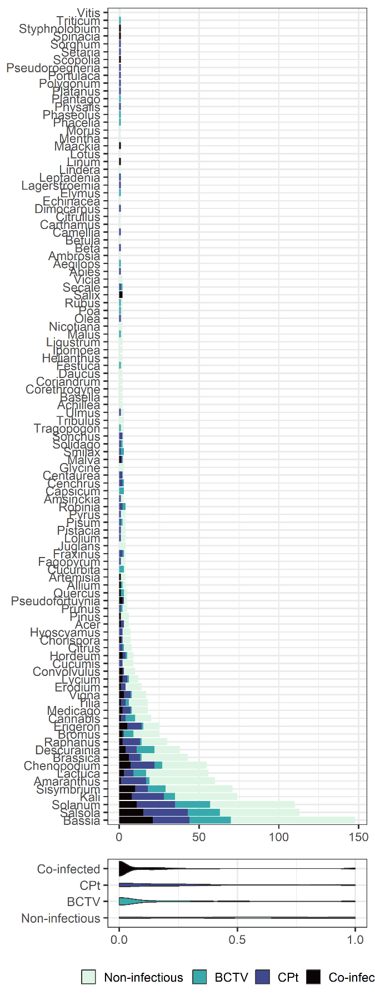 Vitis
Triticum
Styphnolobium
Spinacia
Sorghum
Setaria
Scopolia
Pseudoroegneria
Portulaca
Polygonum
Platanus
Plantago
Physalis
Phaseolus
Phacelia
Morus
Mentha
Maackia
Lotus
Linum
Lindera
Leptadenia
Lagerstroemia
Elymus
Echinacea
Dimocarpus
Citrullus
Carthamus
Camellia
Betula
Beta
Ambrosia
Aegilops
Abies
Vicia
Secale
Salix
Rubus
Poa
Olea
Nicotiana
Malus
Ligustrum
Ipomoea
Helianthus
Festuca
Daucus
Coriandrum
Corethrogyne
Basella
Achillea
Ulmus
Tribulus
Tragopogon
Sonchus
Solidago
Smilax
Malva
Glycine
Centaurea
Cenchrus
Capsicum
Amsinckia
Robinia
Pyrus
Pisum
Pistacia
Lolium
Juglans
Fraxinus
Fagopyrum
Cucurbita
Artemisia
Allium
Quercus
Pseudofortuynia
Prunus
Pinus
Acer
Hyoscyamus
Chorispora
Citrus
Hordeum
Cucumis
Convolvulus
Lycium
Erodium
Vigna
Tilia
Medicago
Cannabis
Erigeron
Bromus
Raphanus
Descurainia
Brassica
Chenopodium
Lactuca
Amaranthus
Sisymbrium
Kali
Solanum
Salsola
Bassia
0 50 100 150
Co-infected
CPt
BCTV
Non-infectious
0.0 0.5 1.0
Non-infectious BCTV CPt Co-infec